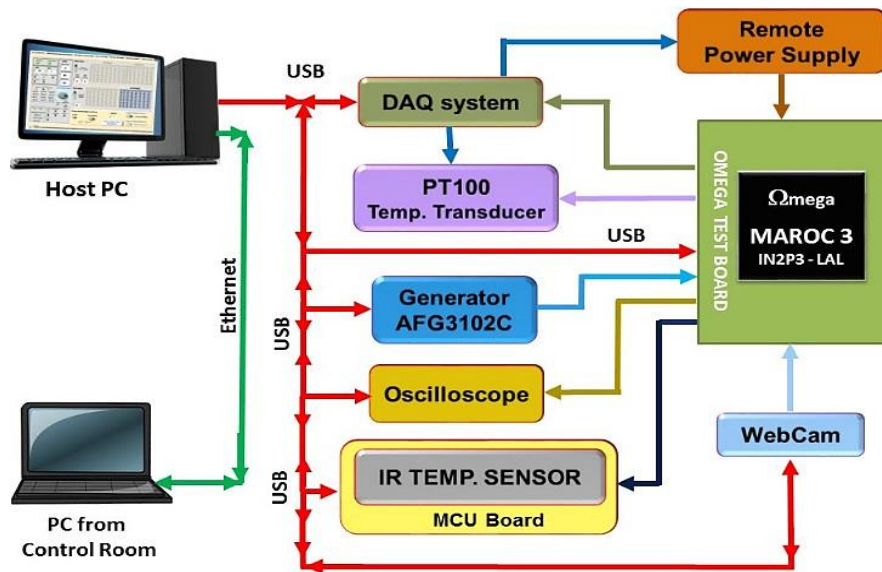 Remote
Power Supply
USB
DAQ system
Host PC
PT100
Temp. Transducer
OMEGA TEST BOARD
Ωmega
MAROC 3
IN2P3 - LAL
USB
Ethernet
USB
Generator
AFG3102C
Oscilloscope
WebCam
USB
IR TEMP. SENSOR
MCU Board
PC from
Control Room